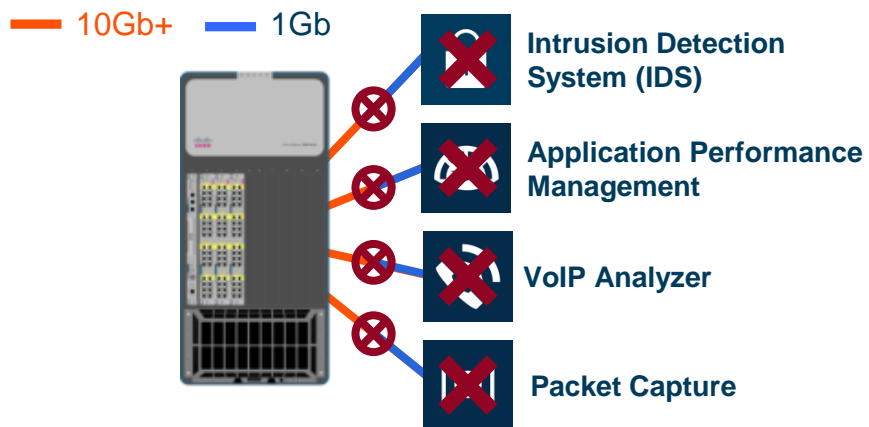 10Gb+
1Gb
Intrusion Detection
System (IDS)
Application Performance
Management
VoIP Analyzer
Packet Capture